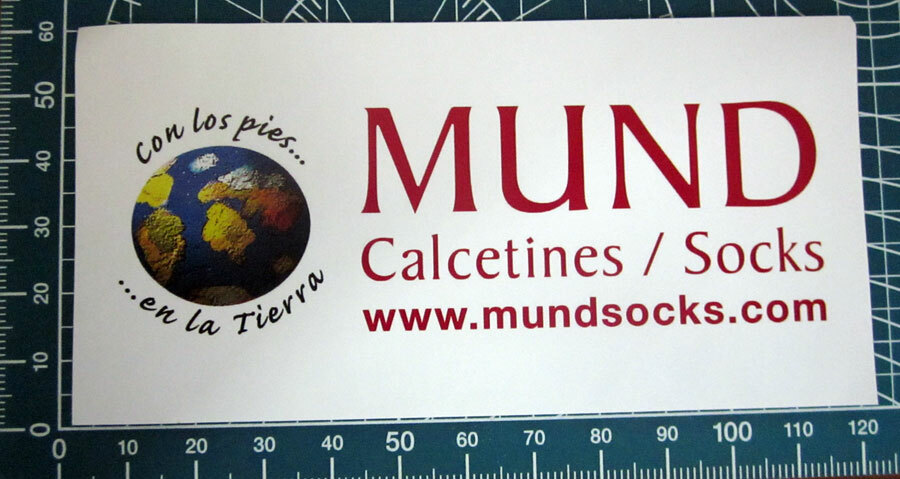 con los pies...
...en la Tierra
MUND
Calcetines / Socks
www.mundsocks.com
60
50
40
30
20
10
0
0 10 20 30 40 50 60 70 80 90 100 110 120